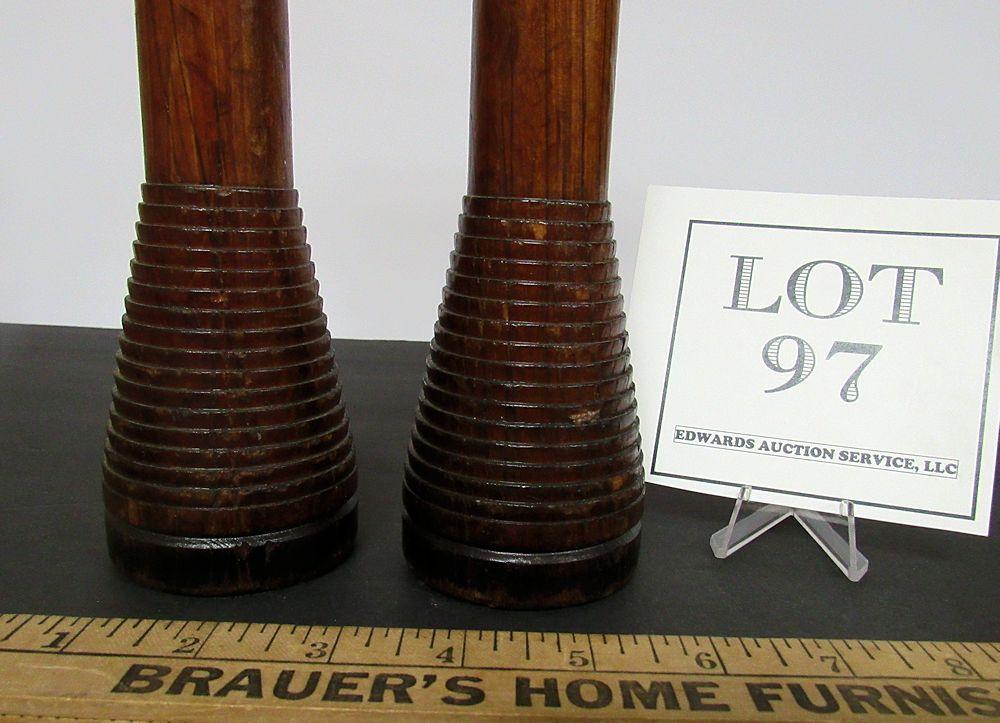 LOT
97
EDWARDS AUCTION SERVICE, LLC
1 2 3 4 5 6 7 8
BRAUER'S HOME FURNIS